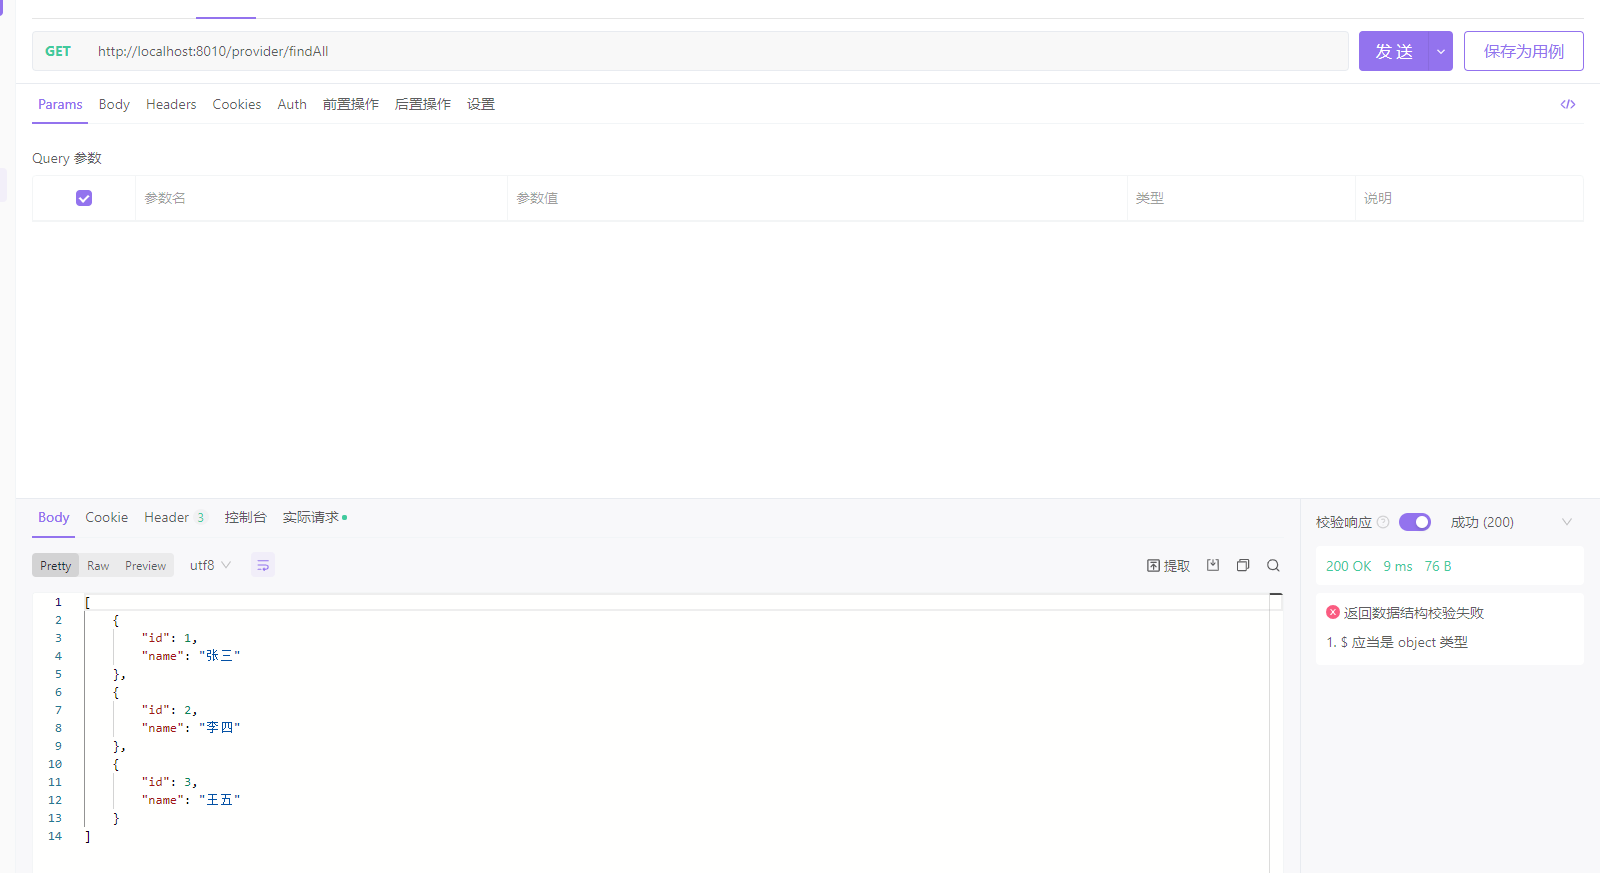 GET http://localhost:8010/provider/findAll 发 送 保存为用例
Params Body Headers Cookies Auth 前置操作 后置操作 设置 </>
Query 参数
参数名 参数值 类型 说明
Body Cookie Header 3 控制台 实际请求
校验响应 ? 成功 (200)
Pretty Raw Preview utf8 提取
200 OK 9 ms 76 B
返回数据结构校验失败
1. $ 应当是 object 类型
1 [
2 {
3 "id": 1,
4 "name": "张三"
5 },
6 {
7 "id": 2,
8 "name": "李四"
9 },
10 {
11 "id": 3,
12 "name": "王五"
13 }
14 ]